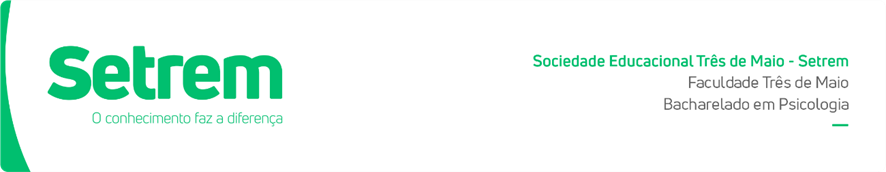 Setrem
O conhecimento faz a diferença
Sociedade Educacional Três de Maio - Setrem
Faculdade Três de Maio
Bacharelado em Psicologia